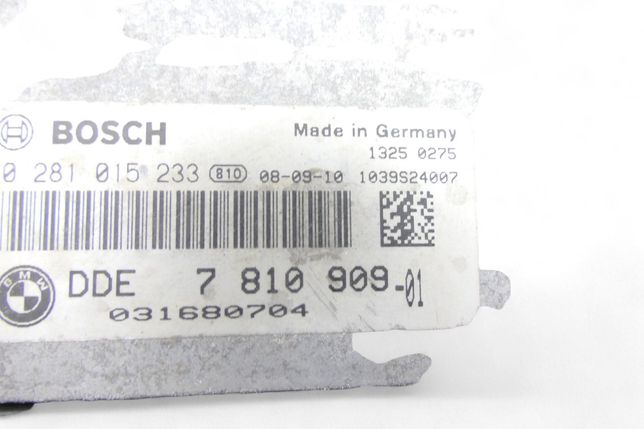 BOSCH Made in Germany
1325 0275
0 281 015 233 810 08-09-10 1039S24007
BMW DDE 7 810 909-01
031680704